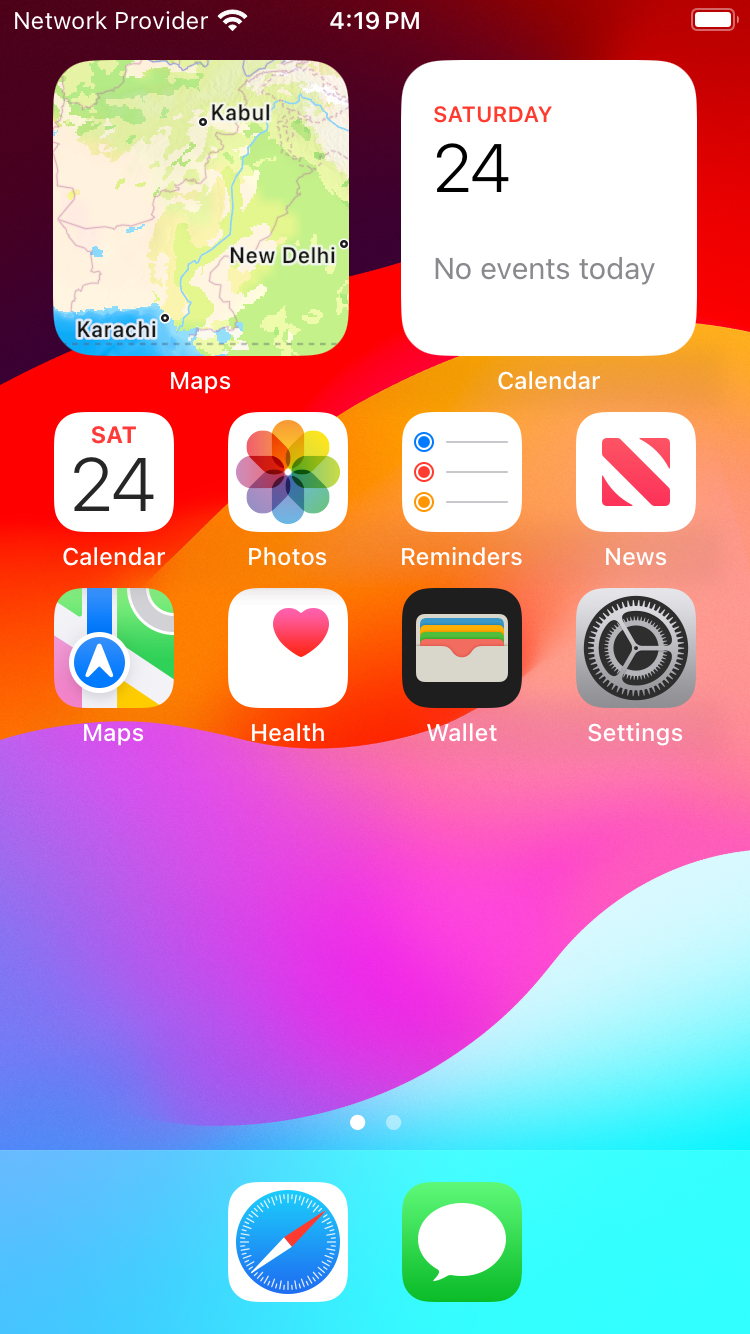 Network Provider 4:19 PM
Kabul
New Delhi
Karachi
Maps
SATURDAY
24
No events today
Calendar
SAT
24
Calendar
Photos
Reminders
News
Maps
Health
Wallet
Settings